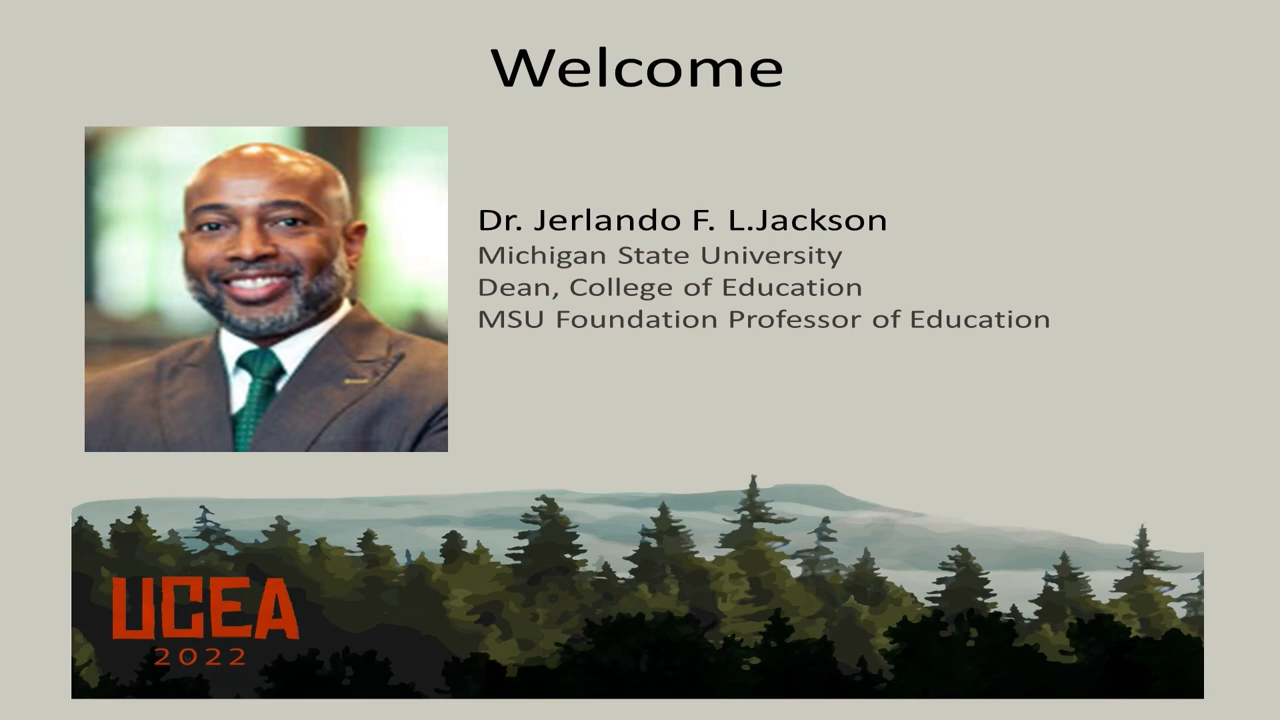 Welcome
Dr. Jerlando F. L.Jackson
Michigan State University
Dean, College of Education
MSU Foundation Professor of Education
UCEA
2022